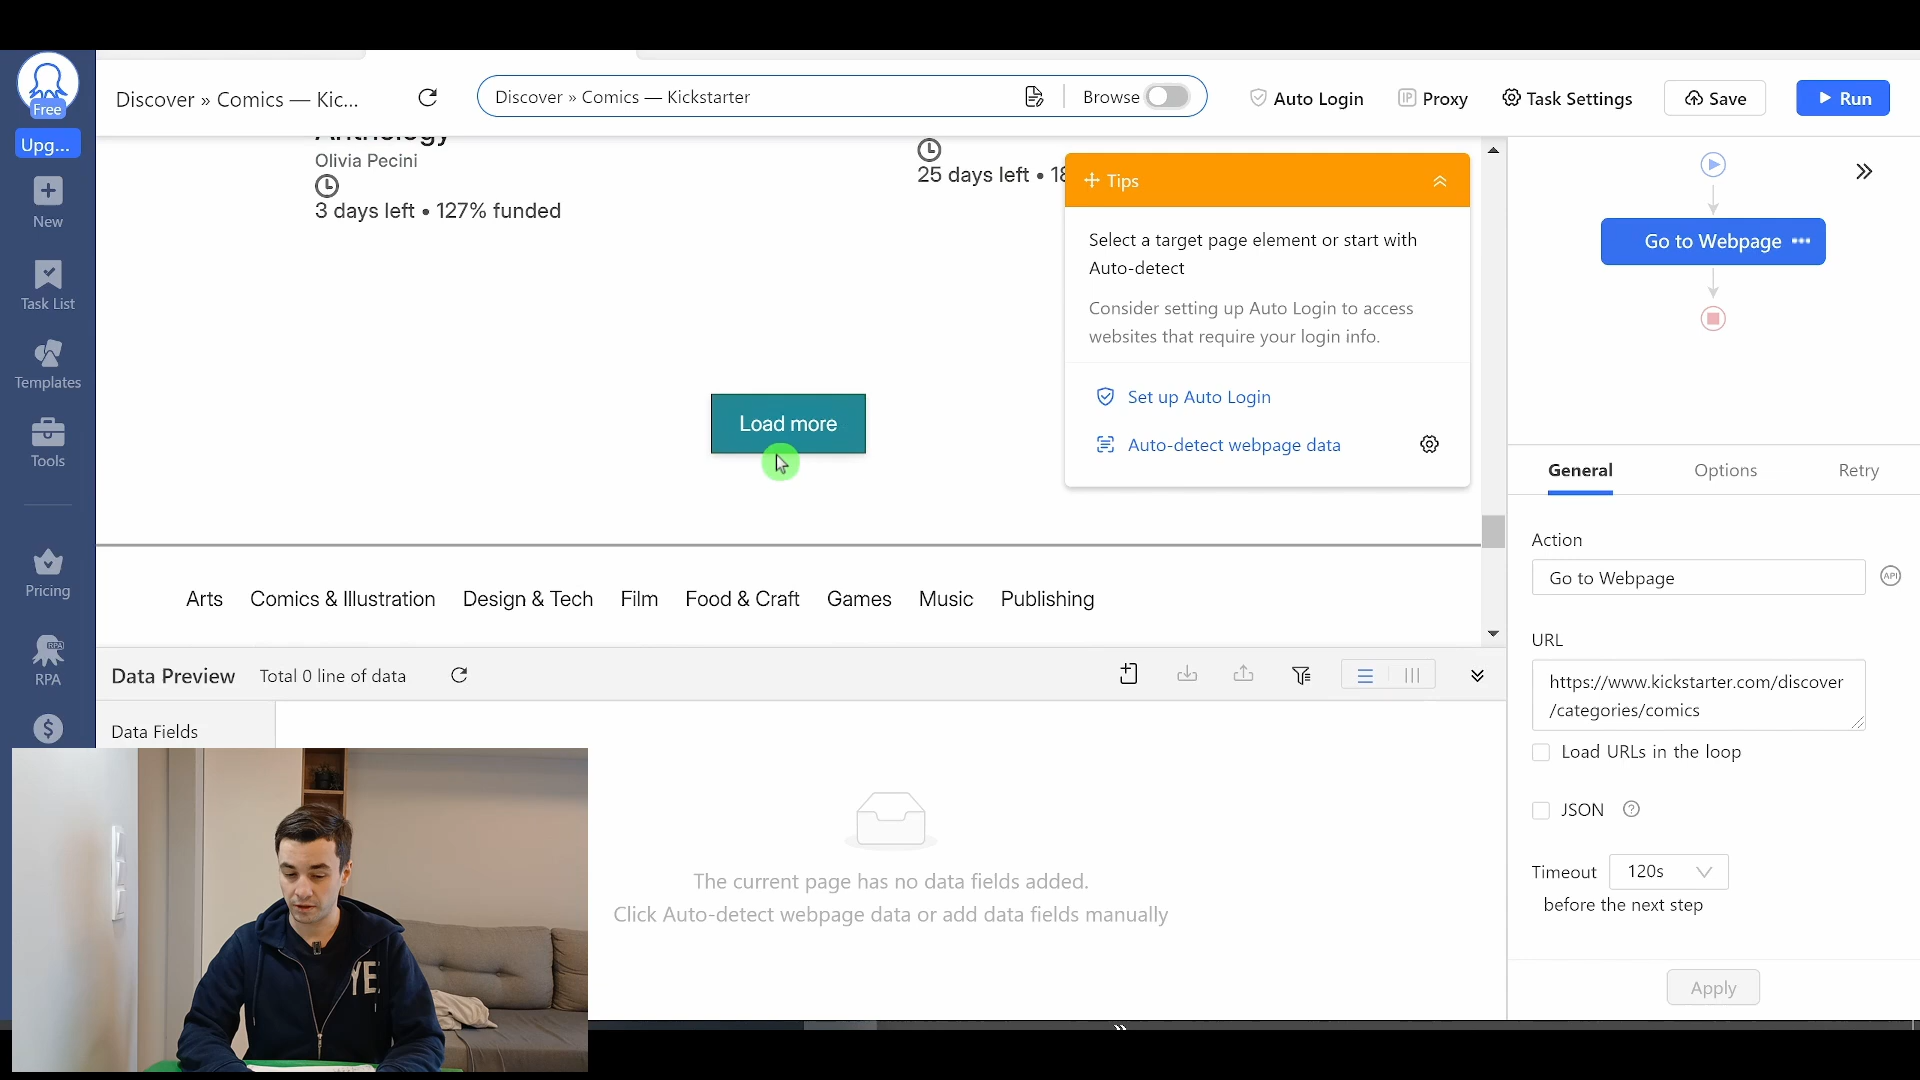 Free
Upg...
New
Task List
Templates
Tools
Pricing
RPA
RPA
Discover » Comics — Kic...
Discover » Comics — Kickstarter
Browse
Auto Login
IP Proxy
Task Settings
Save
Run
Anthology
Olivia Pecini
3 days left • 127% funded
25 days left • 18
Load more
Tips
Select a target page element or start with
Auto-detect
Consider setting up Auto Login to access
websites that require your login info.
Set up Auto Login
Auto-detect webpage data
Arts Comics & Illustration Design & Tech Film Food & Craft Games Music Publishing
Go to Webpage
General Options Retry
Action
Go to Webpage
API
URL
https://www.kickstarter.com/discover
/categories/comics
Load URLs in the loop
JSON
Timeout 120s
before the next step
Apply
Data Preview Total 0 line of data
Data Fields
The current page has no data fields added.
Click Auto-detect webpage data or add data fields manually